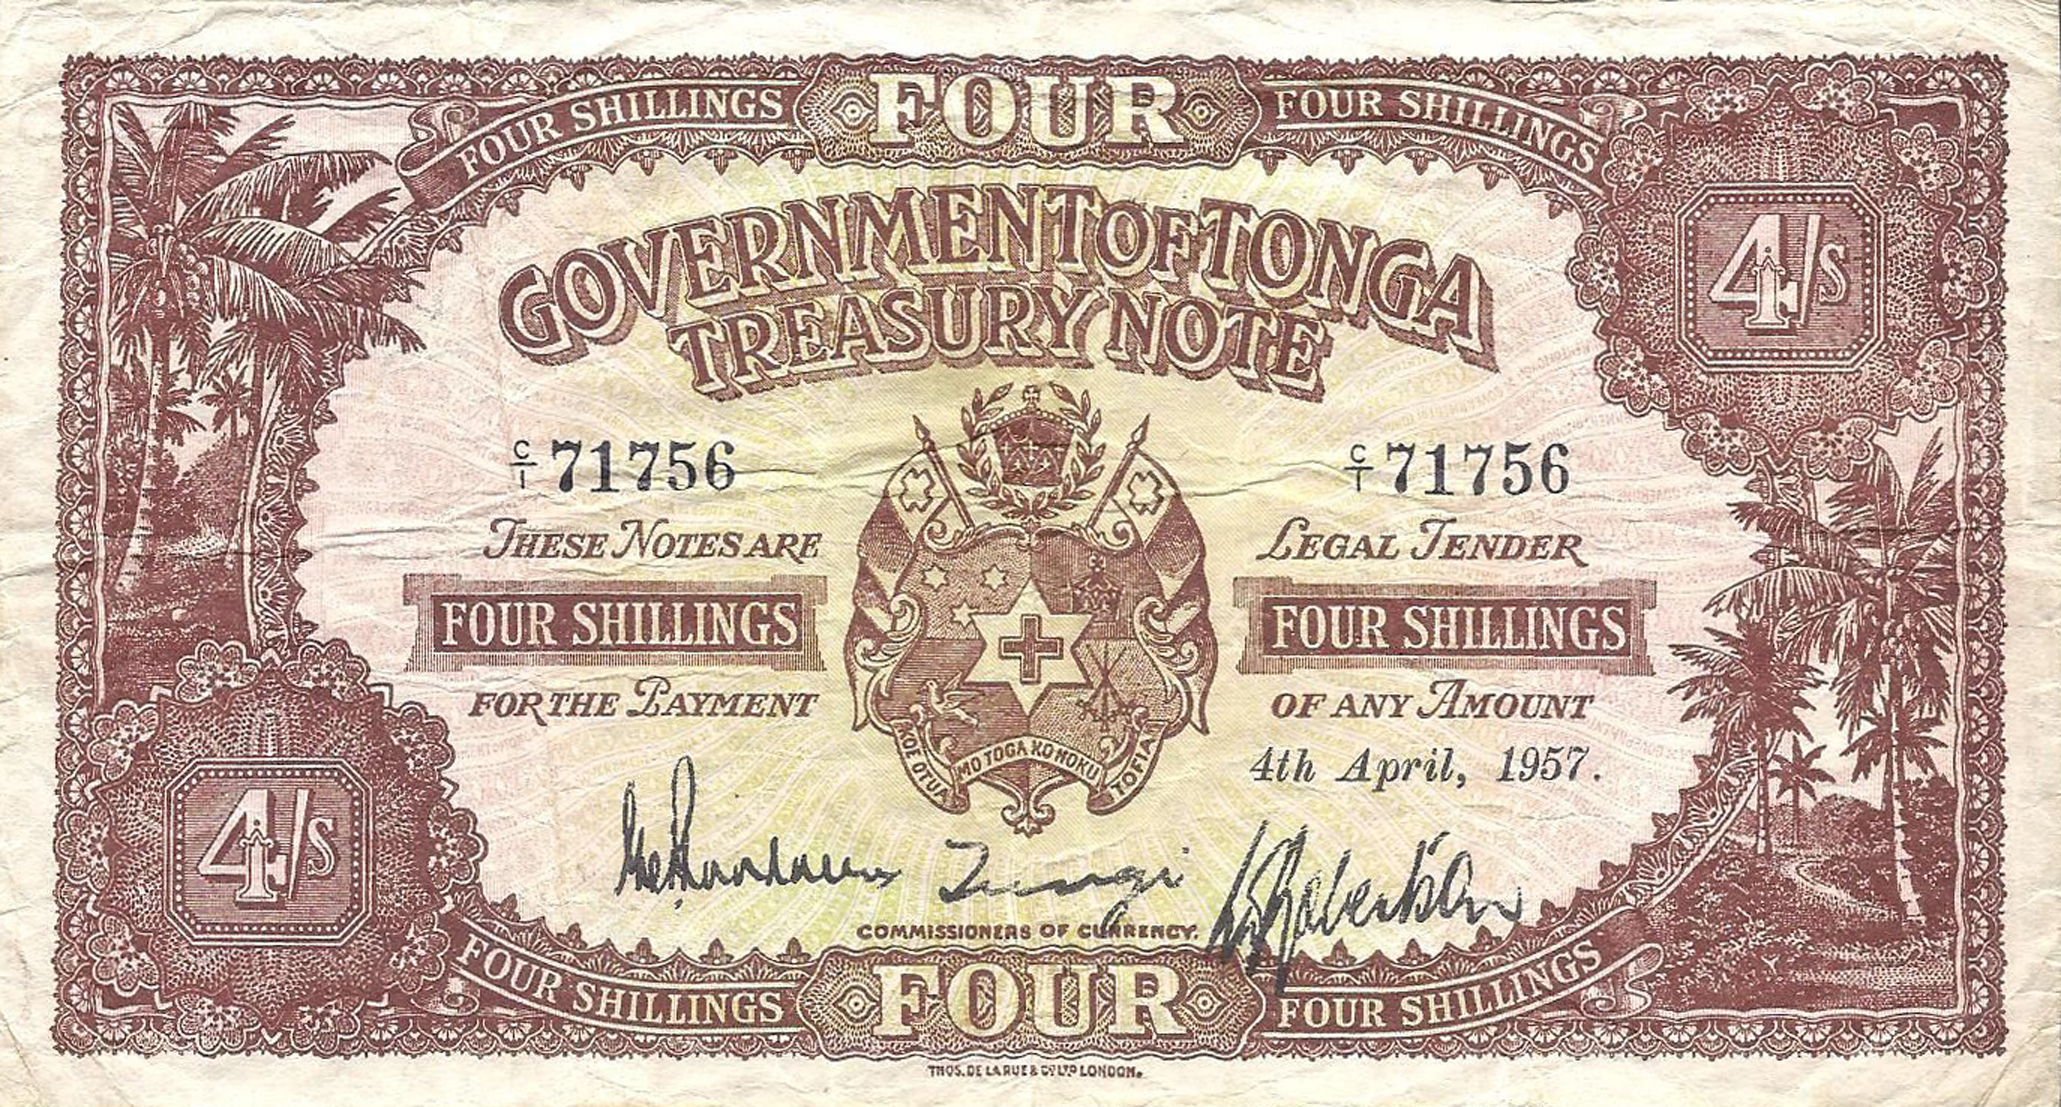 FOUR SHILLINGS FOUR FOUR SHILLINGS
4/s
GOVERNMENT OF TONGA
TREASURY NOTE
C/1 71756 C/1 71756
THESE NOTES ARE LEGAL TENDER
FOUR SHILLINGS FOUR SHILLINGS
FOR THE PAYMENT OF ANY AMOUNT
KOE OTUA MO TOGA KO HOKU TOFIA
4th April, 1957.
4/s
Tungi
COMMISSIONERS OF CURRENCY.
FOUR SHILLINGS FOUR FOUR SHILLINGS
THOS. DE LA RUE & CO. LTD LONDON.